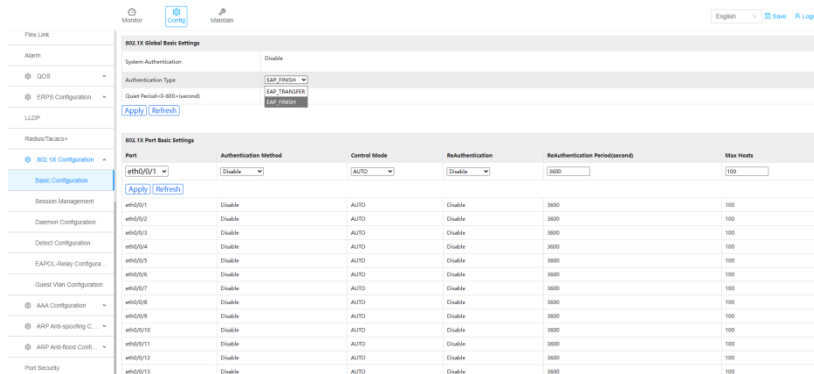 Monitor Config Maintain English Save
Flex Link
Alarm
QOS
ERPS Configuration
LLDP
Radius/Tacacs+
802.1X Configuration
Basic Configuration
Session Management
Daemon Configuration
Detect Configuration
EAPOL-Relay Configura...
Guest Vlan Configuration
AAA Configuration
ARP Anti-spoofing C...
ARP Anti-flood Confi...
Port Security
802.1X Global Basic Settings
System Authentication Disable
Authentication Type EAP_FINISH
EAP_TRANSFER
EAP_FINISH
Quiet Period<0-600>(second)
Apply Refresh
802.1X Port Basic Settings
Port Authentication Method Control Mode ReAuthentication ReAuthentication Period(second) Max Hosts
eth0/0/1 Disable AUTO Disable 3600 100
Apply Refresh
eth0/0/1 Disable AUTO Disable 3600 100
eth0/0/2 Disable AUTO Disable 3600 100
eth0/0/3 Disable AUTO Disable 3600 100
eth0/0/4 Disable AUTO Disable 3600 100
eth0/0/5 Disable AUTO Disable 3600 100
eth0/0/6 Disable AUTO Disable 3600 100
eth0/0/7 Disable AUTO Disable 3600 100
eth0/0/8 Disable AUTO Disable 3600 100
eth0/0/9 Disable AUTO Disable 3600 100
eth0/0/10 Disable AUTO Disable 3600 100
eth0/0/11 Disable AUTO Disable 3600 100
eth0/0/12 Disable AUTO Disable 3600 100
eth0/0/13 Disable AUTO Disable 3600 100